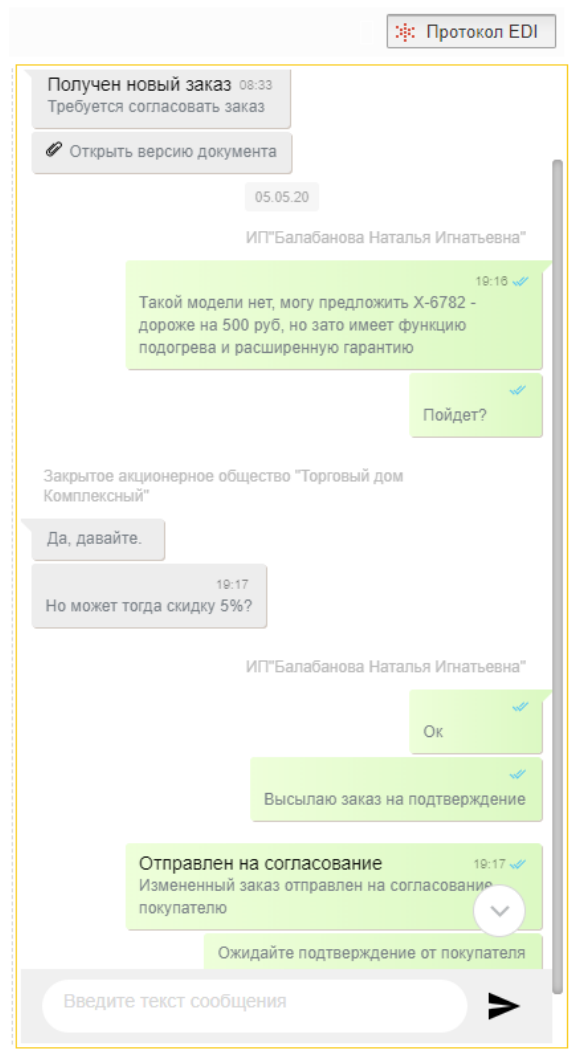 Протокол EDI
Получен новый заказ 08:33
Требуется согласовать заказ
Открыть версию документа
05.05.20
ИП"Балабанова Наталья Игнатьевна"
19:16
Такой модели нет, могу предложить X-6782 -
дороже на 500 руб, но зато имеет функцию
подогрева и расширенную гарантию
Пойдет?
Закрытое акционерное общество "Торговый дом
Комплексный"
Да, давайте.
19:17
Но может тогда скидку 5%?
ИП"Балабанова Наталья Игнатьевна"
Ок
Высылаю заказ на подтверждение
Отправлен на согласование 19:17
Измененный заказ отправлен на согласование
покупателю
Ожидайте подтверждение от покупателя
Введите текст сообщения